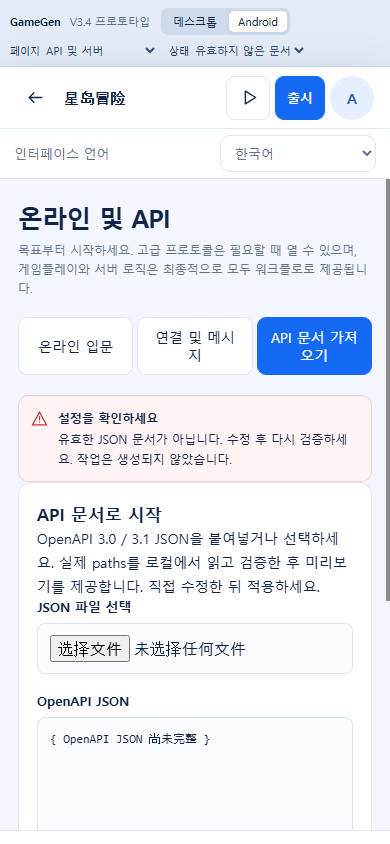 GameGen V3.4 프로토타입 데스크톱 Android
페이지 API 및 서버 상태 유효하지 않은 문서
星岛冒险 출시 A
인터페이스 언어 한국어
온라인 및 API
목표부터 시작하세요. 고급 프로토콜은 필요할 때 열 수 있으며,
게임플레이와 서버 로직은 최종적으로 모두 워크플로로 제공됩니
다.
온라인 입문
연결 및 메시
지
API 문서 가져
오기
설정을 확인하세요
유효한 JSON 문서가 아닙니다. 수정 후 다시 검증하세
요. 작업은 생성되지 않았습니다.
API 문서로 시작
OpenAPI 3.0 / 3.1 JSON을 붙여넣거나 선택하세
요. 실제 paths를 로컬에서 읽고 검증한 후 미리보
기를 제공합니다. 직접 수정한 뒤 적용하세요.
JSON 파일 선택
选择文件 未选择任何文件
OpenAPI JSON
{ OpenAPI JSON 尚未完整 }